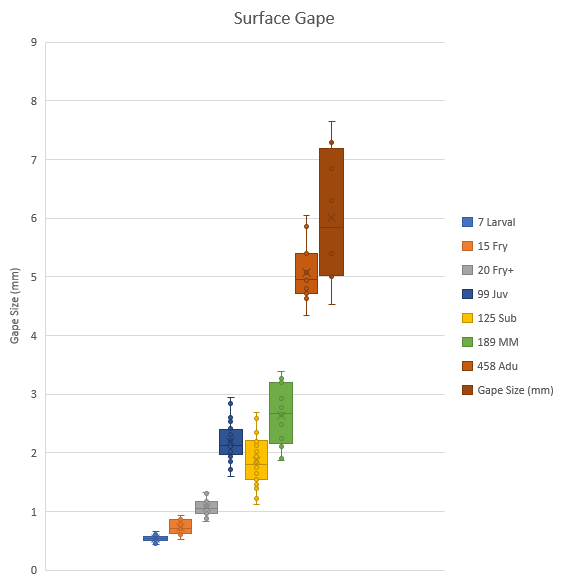 Surface Gape
9
8
7
6
5
4
3
2
1
0
Gape Size (mm)
7 Larval
15 Fry
20 Fry+
99 Juv
125 Sub
189 MM
458 Adu
Gape Size (mm)